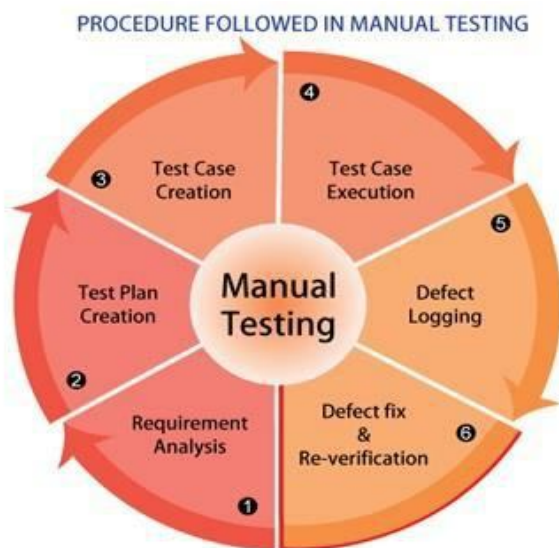 PROCEDURE FOLLOWED IN MANUAL TESTING
1
Requirement
Analysis
2
Test Plan
Creation
3
Test Case
Creation
4
Test Case
Execution
5
Defect
Logging
6
Defect fix
&
Re-verification
Manual
Testing